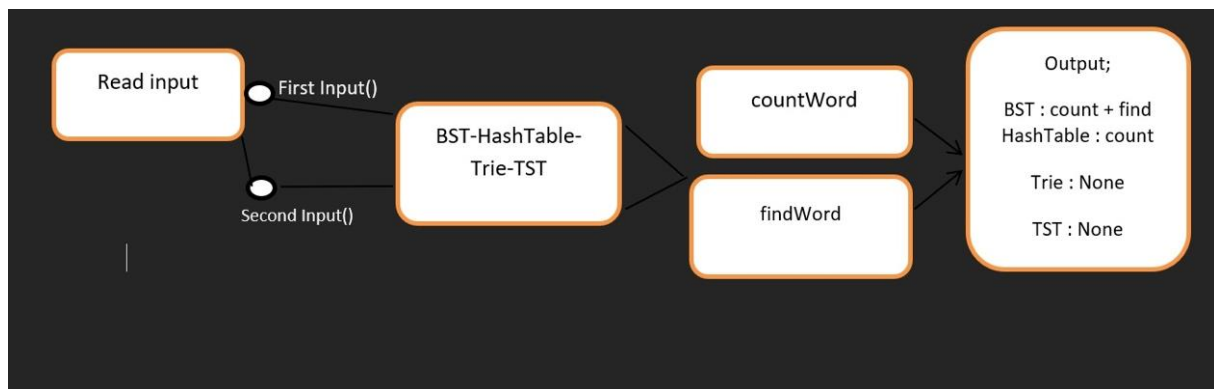 Read input
First Input()
Second Input()
BST-HashTable-
Trie-TST
countWord
findWord
Output;
BST : count + find
HashTable : count
Trie : None
TST : None